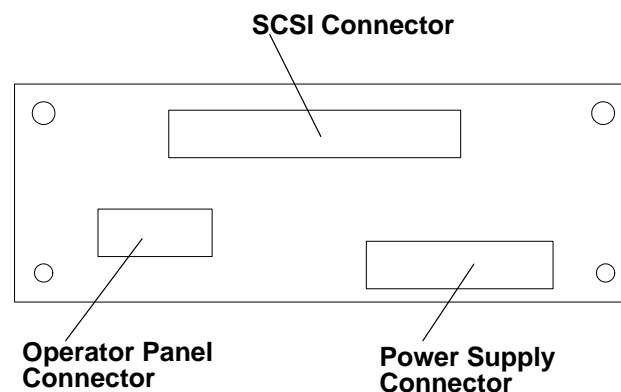 SCSI Connector
Operator Panel
Connector
Power Supply
Connector